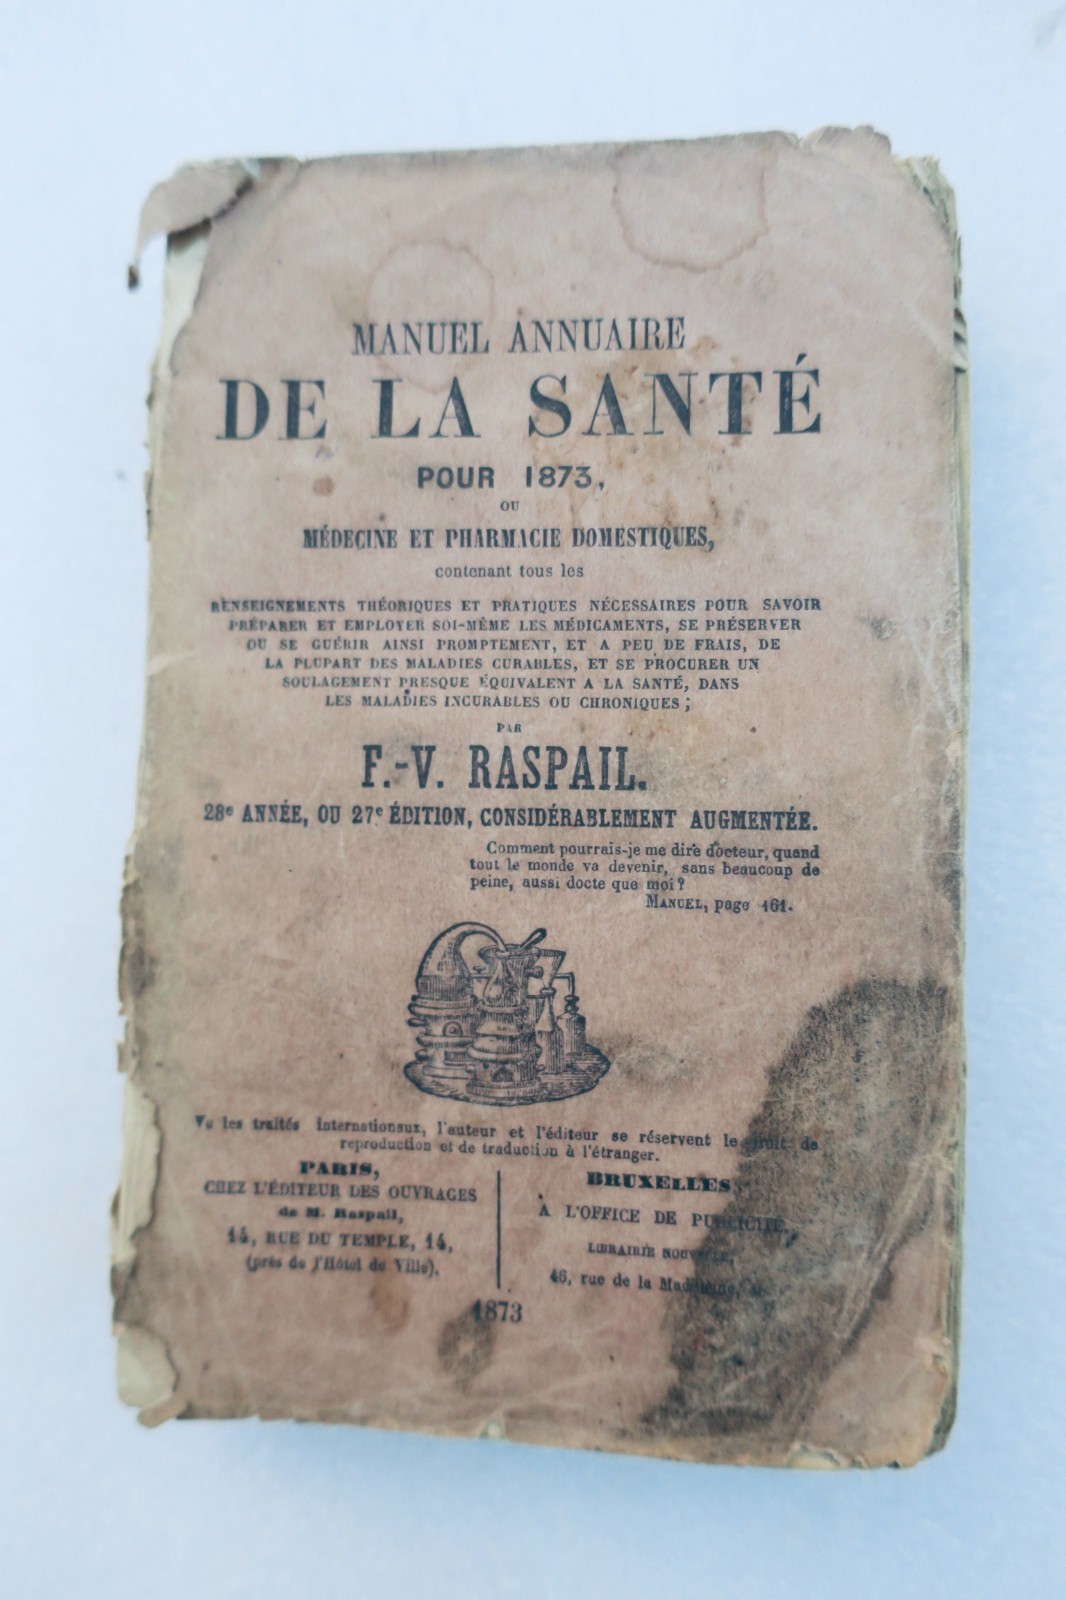 MANUEL ANNUAIRE
DE LA SANTÉ
POUR 1873,
OU
MÉDECINE ET PHARMACIE DOMESTIQUES,
contenant tous les
RENSEIGNEMENTS THÉORIQUES ET PRATIQUES NÉCESSAIRES POUR SAVOIR
PRÉPARER ET EMPLOYER SOI-MÊME LES MÉDICAMENTS, SE PRÉSERVER
OU SE GUÉRIR AINSI PROMPTEMENT, ET A PEU DE FRAIS, DE
LA PLUPART DES MALADIES CURABLES, ET SE PROCURER UN
SOULAGEMENT PRESQUE ÉQUIVALENT A LA SANTÉ, DANS
LES MALADIES INCURABLES OU CHRONIQUES ;
PAR
F.-V. RASPAIL.
28e ANNÉE, OU 27e ÉDITION, CONSIDÉRABLEMENT AUGMENTÉE.
Comment pourrais-je me dire docteur, quand
tout le monde va devenir, sans beaucoup de
peine, aussi docte que moi ?
MANUEL, page 161.
Vu les traités internationaux, l'auteur et l'éditeur se réservent le droit de
reproduction et de traduction à l'étranger.
PARIS,
CHEZ L'ÉDITEUR DES OUVRAGES
de M. Raspail,
14, RUE DU TEMPLE, 14,
(près de l'Hôtel de Ville).
BRUXELLES,
A L'OFFICE DE PUBLICITÉ,
LIBRAIRIE NOUVELLE,
46, rue de la Madeleine,
1873